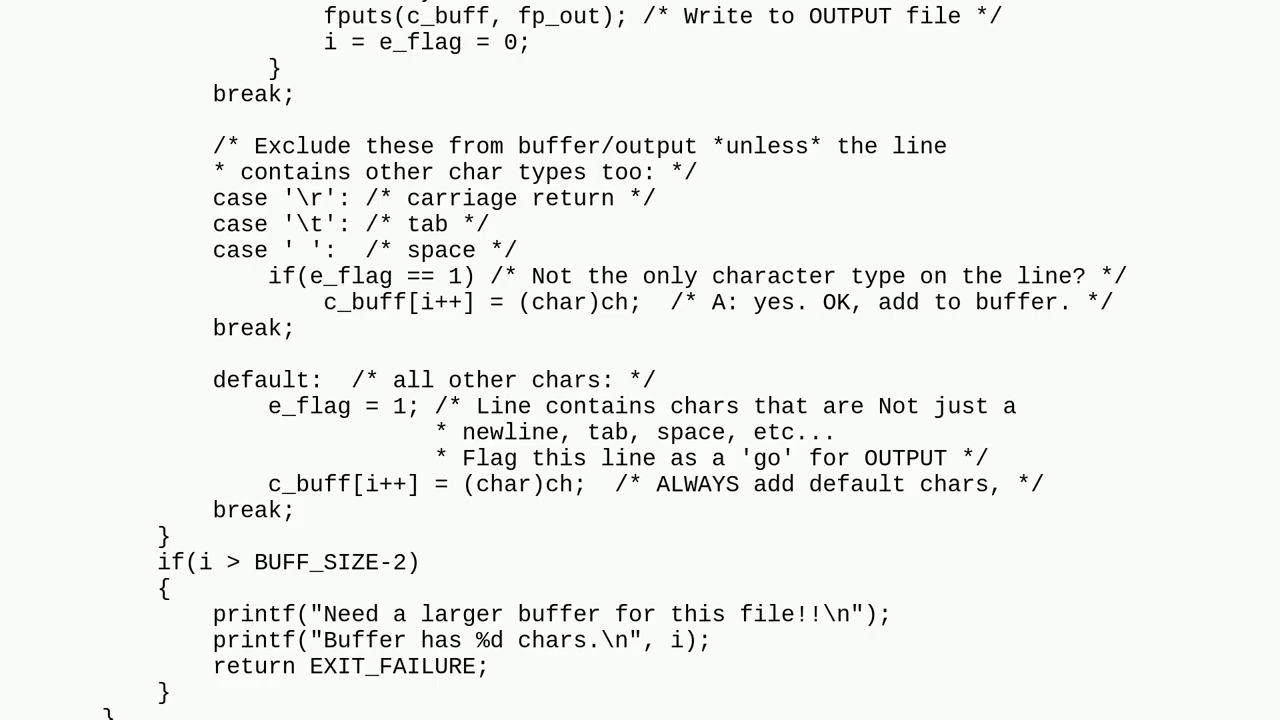 fputs(c_buff, fp_out); /* Write to OUTPUT file */
                i = e_flag = 0;
            }
        break;

        /* Exclude these from buffer/output *unless* the line
        * contains other char types too: */
        case '\r': /* carriage return */
        case '\t': /* tab */
        case ' ':  /* space */
            if(e_flag == 1) /* Not the only character type on the line? */
                c_buff[i++] = (char)ch;  /* A: yes. OK, add to buffer. */
        break;

        default:  /* all other chars: */
            e_flag = 1; /* Line contains chars that are Not just a
                        * newline, tab, space, etc...
                        * Flag this line as a 'go' for OUTPUT */
            c_buff[i++] = (char)ch;  /* ALWAYS add default chars, */
        break;
    }
    if(i > BUFF_SIZE-2)
    {
        printf("Need a larger buffer for this file!!\n");
        printf("Buffer has %d chars.\n", i);
        return EXIT_FAILURE;
    }
}